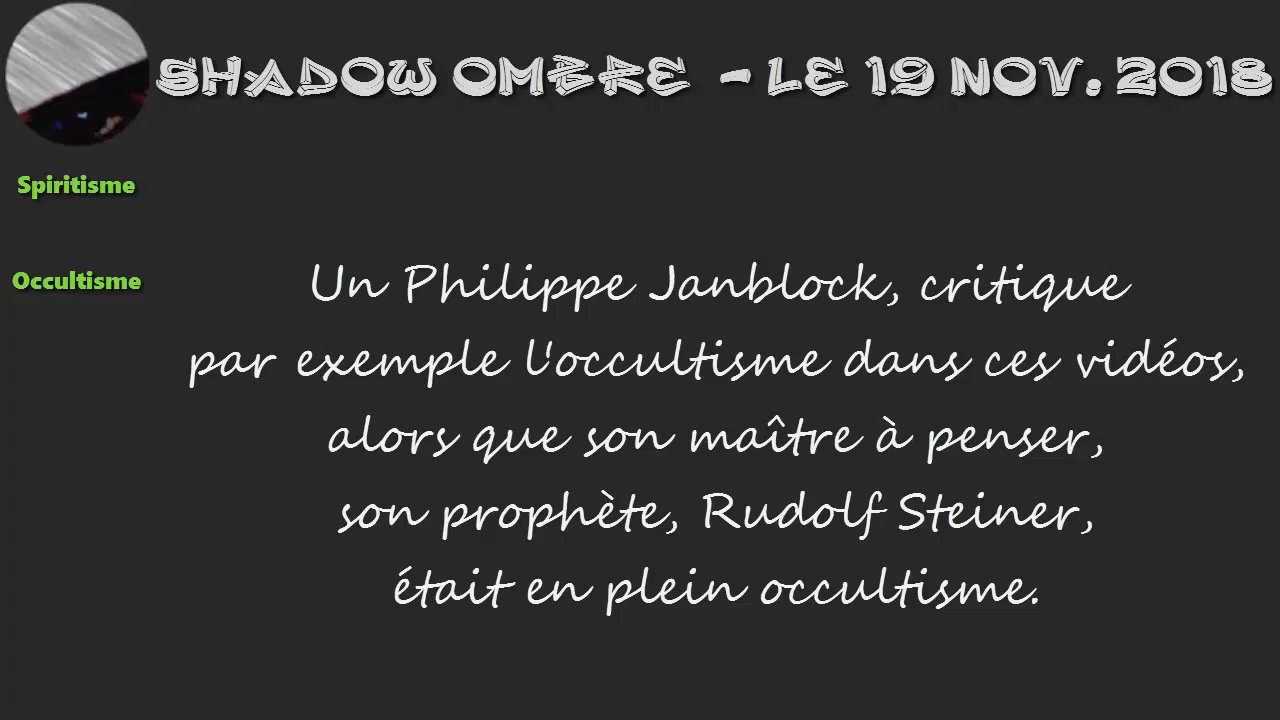 SHADOW OMBRE - LE 19 NOV. 2018
Spiritisme
Occultisme
Un Philippe Janblock, critique
par exemple l'occultisme dans ces vidéos,
alors que son maître à penser,
son prophète, Rudolf Steiner,
était en plein occultisme.